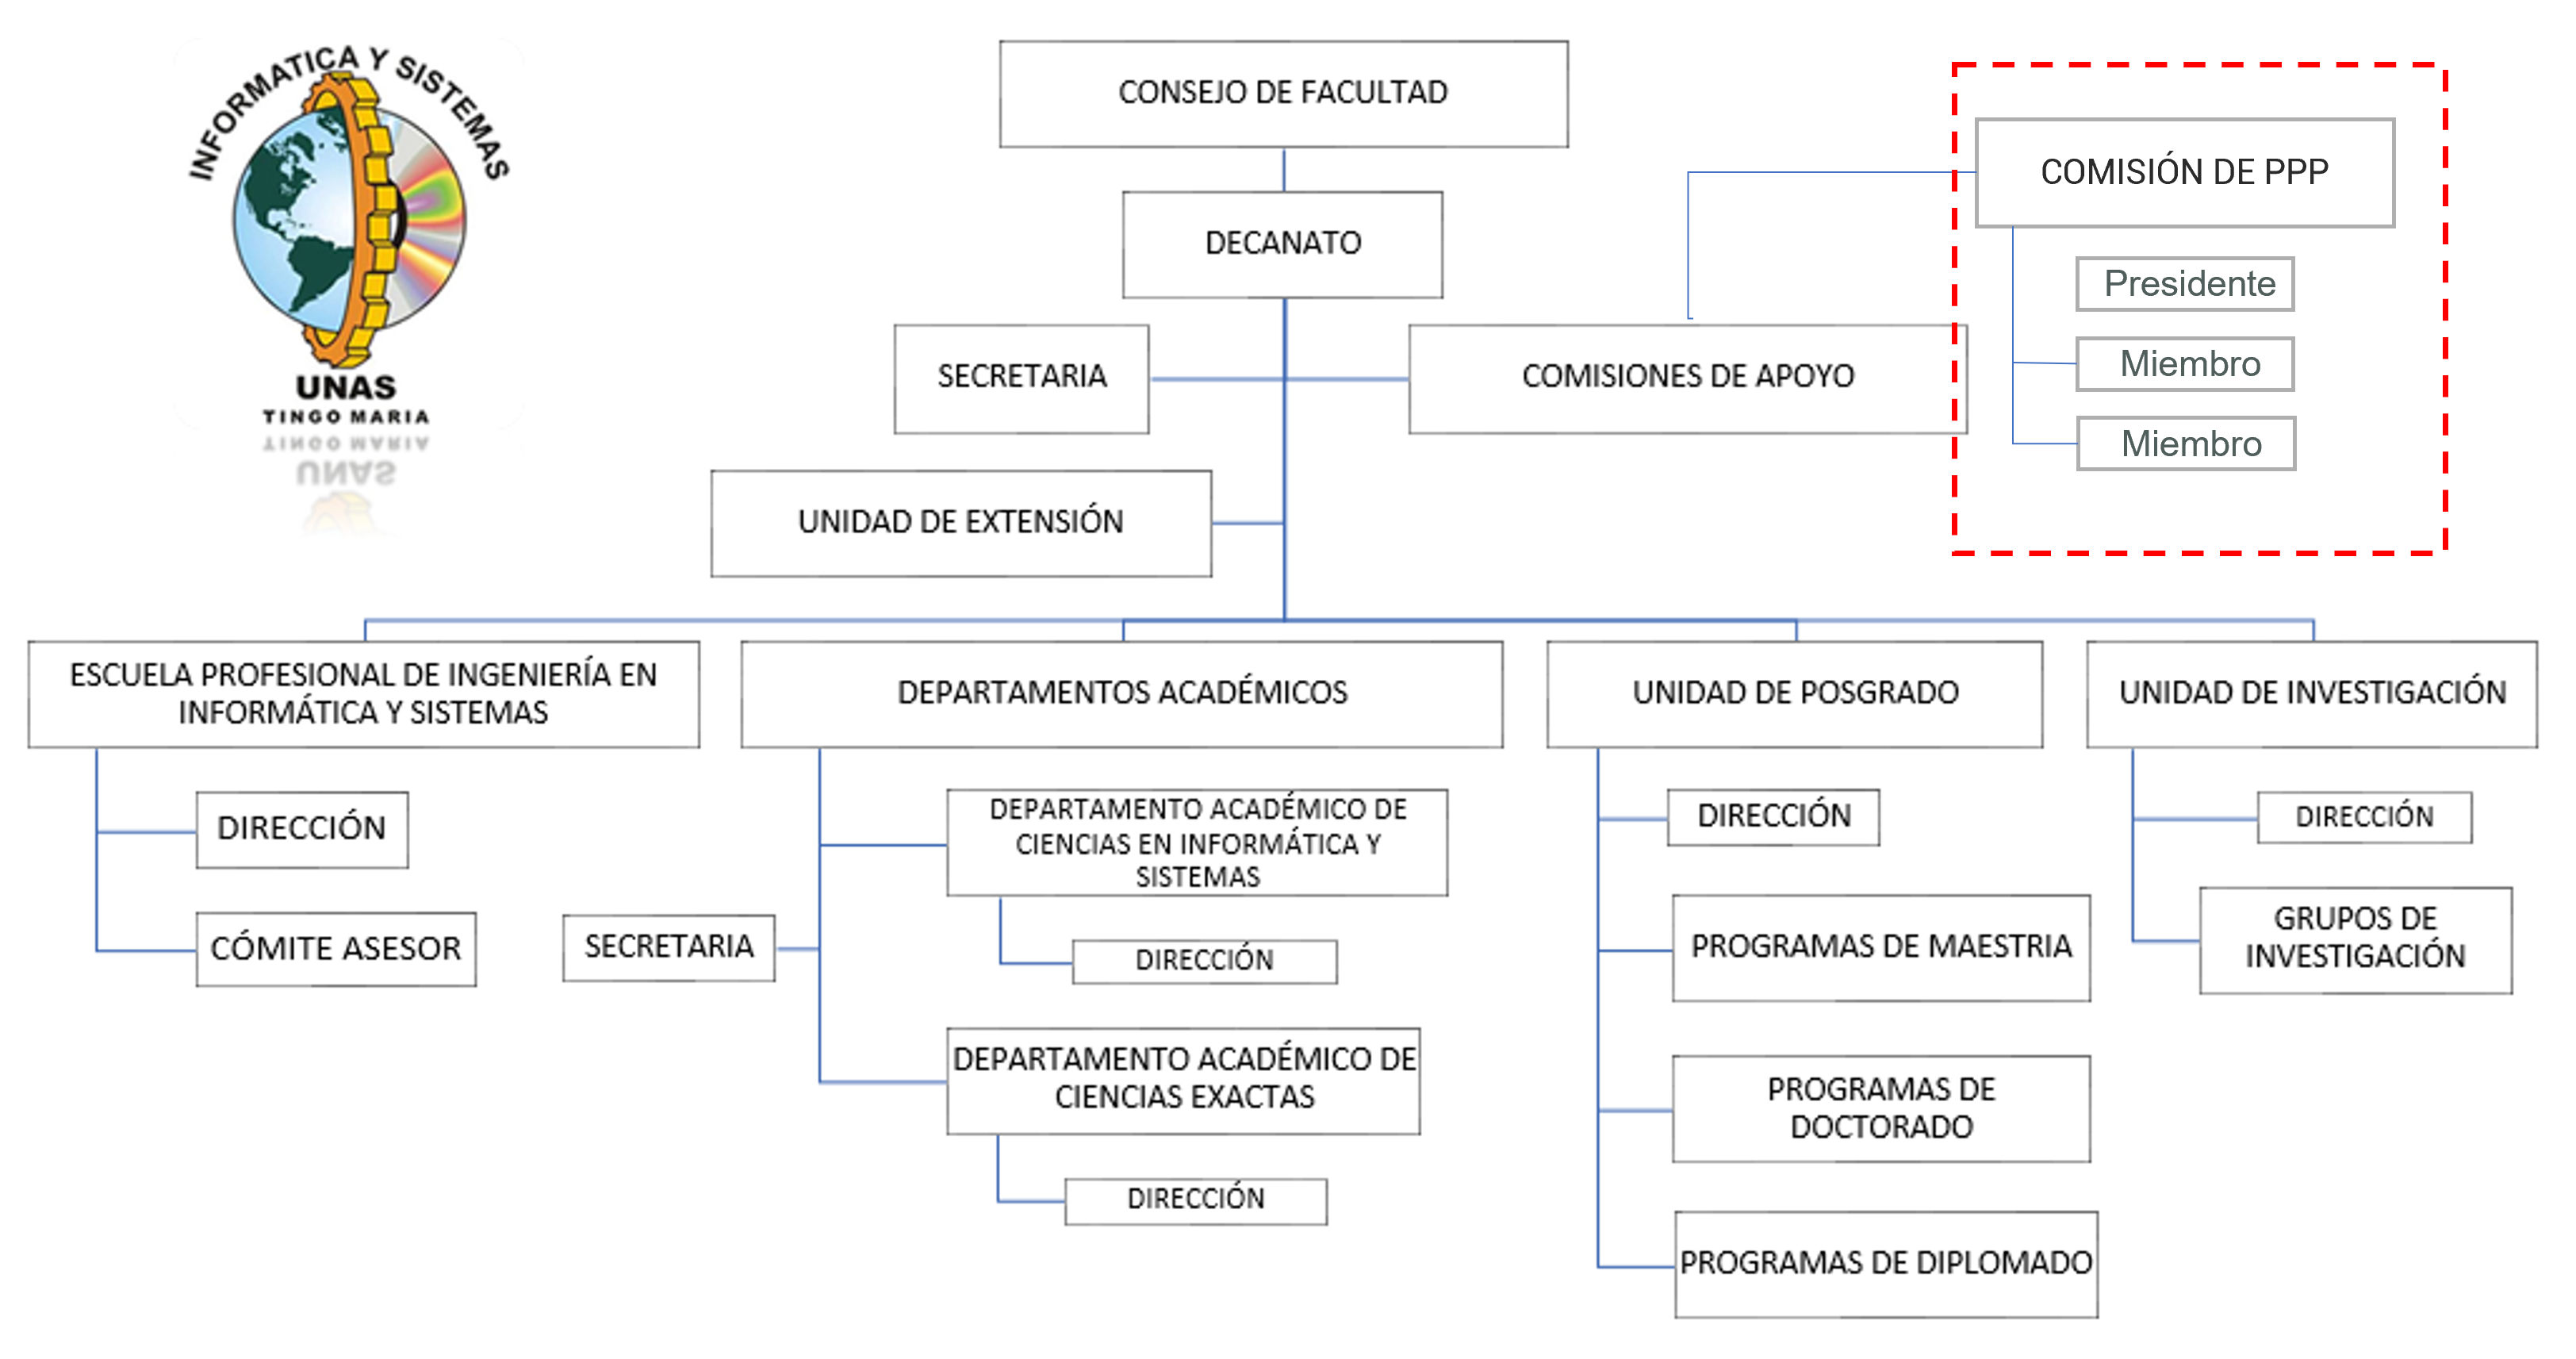 INFORMATICA Y SISTEMAS
UNAS
TINGO MARIA
TINGO MARIA
UNAS
CONSEJO DE FACULTAD
DECANATO
COMISIÓN DE PPP
Presidente
Miembro
Miembro
SECRETARIA
COMISIONES DE APOYO
UNIDAD DE EXTENSIÓN
ESCUELA PROFESIONAL DE INGENIERÍA EN
INFORMÁTICA Y SISTEMAS
DIRECCIÓN
CÓMITE ASESOR
DEPARTAMENTOS ACADÉMICOS
DEPARTAMENTO ACADÉMICO DE
CIENCIAS EN INFORMÁTICA Y
SISTEMAS
DIRECCIÓN
SECRETARIA
DEPARTAMENTO ACADÉMICO DE
CIENCIAS EXACTAS
DIRECCIÓN
UNIDAD DE POSGRADO
DIRECCIÓN
PROGRAMAS DE MAESTRIA
PROGRAMAS DE
DOCTORADO
PROGRAMAS DE DIPLOMADO
UNIDAD DE INVESTIGACIÓN
DIRECCIÓN
GRUPOS DE
INVESTIGACIÓN